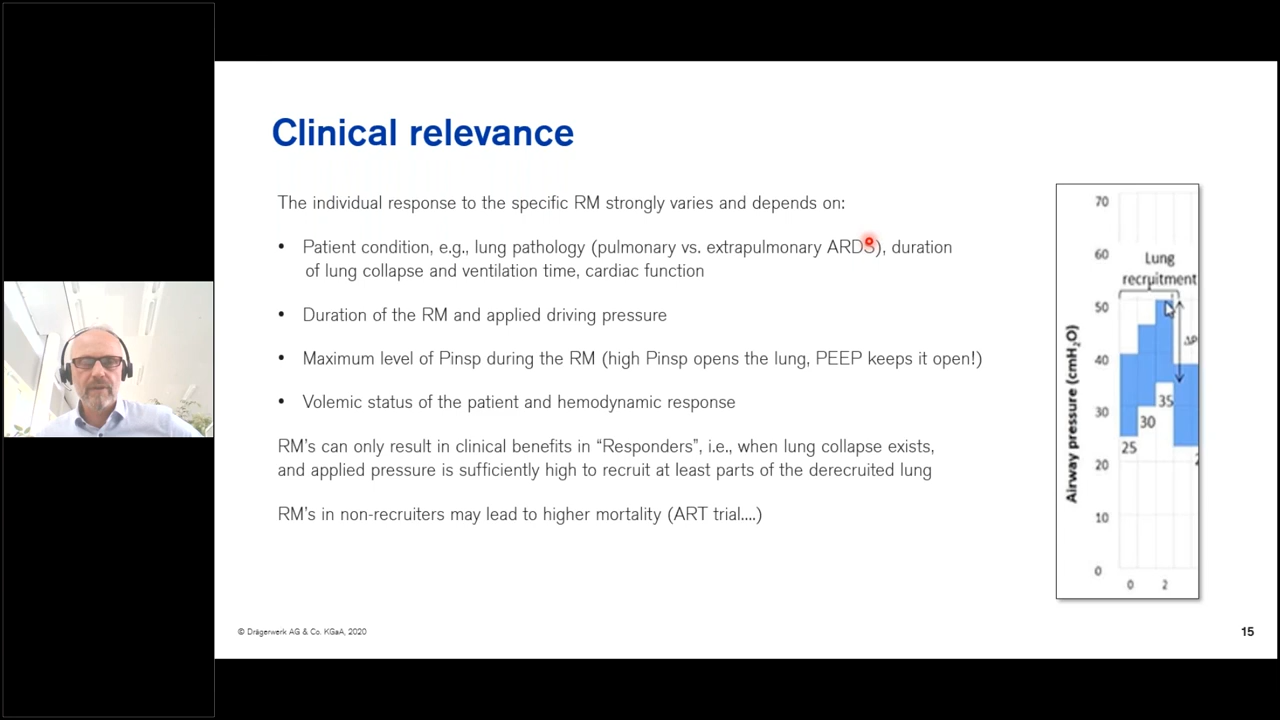 Clinical relevance
The individual response to the specific RM strongly varies and depends on:
• Patient condition, e.g., lung pathology (pulmonary vs. extrapulmonary ARDS), duration
of lung collapse and ventilation time, cardiac function
• Duration of the RM and applied driving pressure
• Maximum level of Pinsp during the RM (high Pinsp opens the lung, PEEP keeps it open!)
• Volemic status of the patient and hemodynamic response
RM's can only result in clinical benefits in “Responders”, i.e., when lung collapse exists,
and applied pressure is sufficiently high to recruit at least parts of the derecruited lung
RM's in non-recruiters may lead to higher mortality (ART trial....)
Airway pressure (cmH₂O)
70
60
50
40
30
20
10
0
Lung
recruitment
ΔP
35
30
25
0 2
© Drägerwerk AG & Co. KGaA, 2020
15